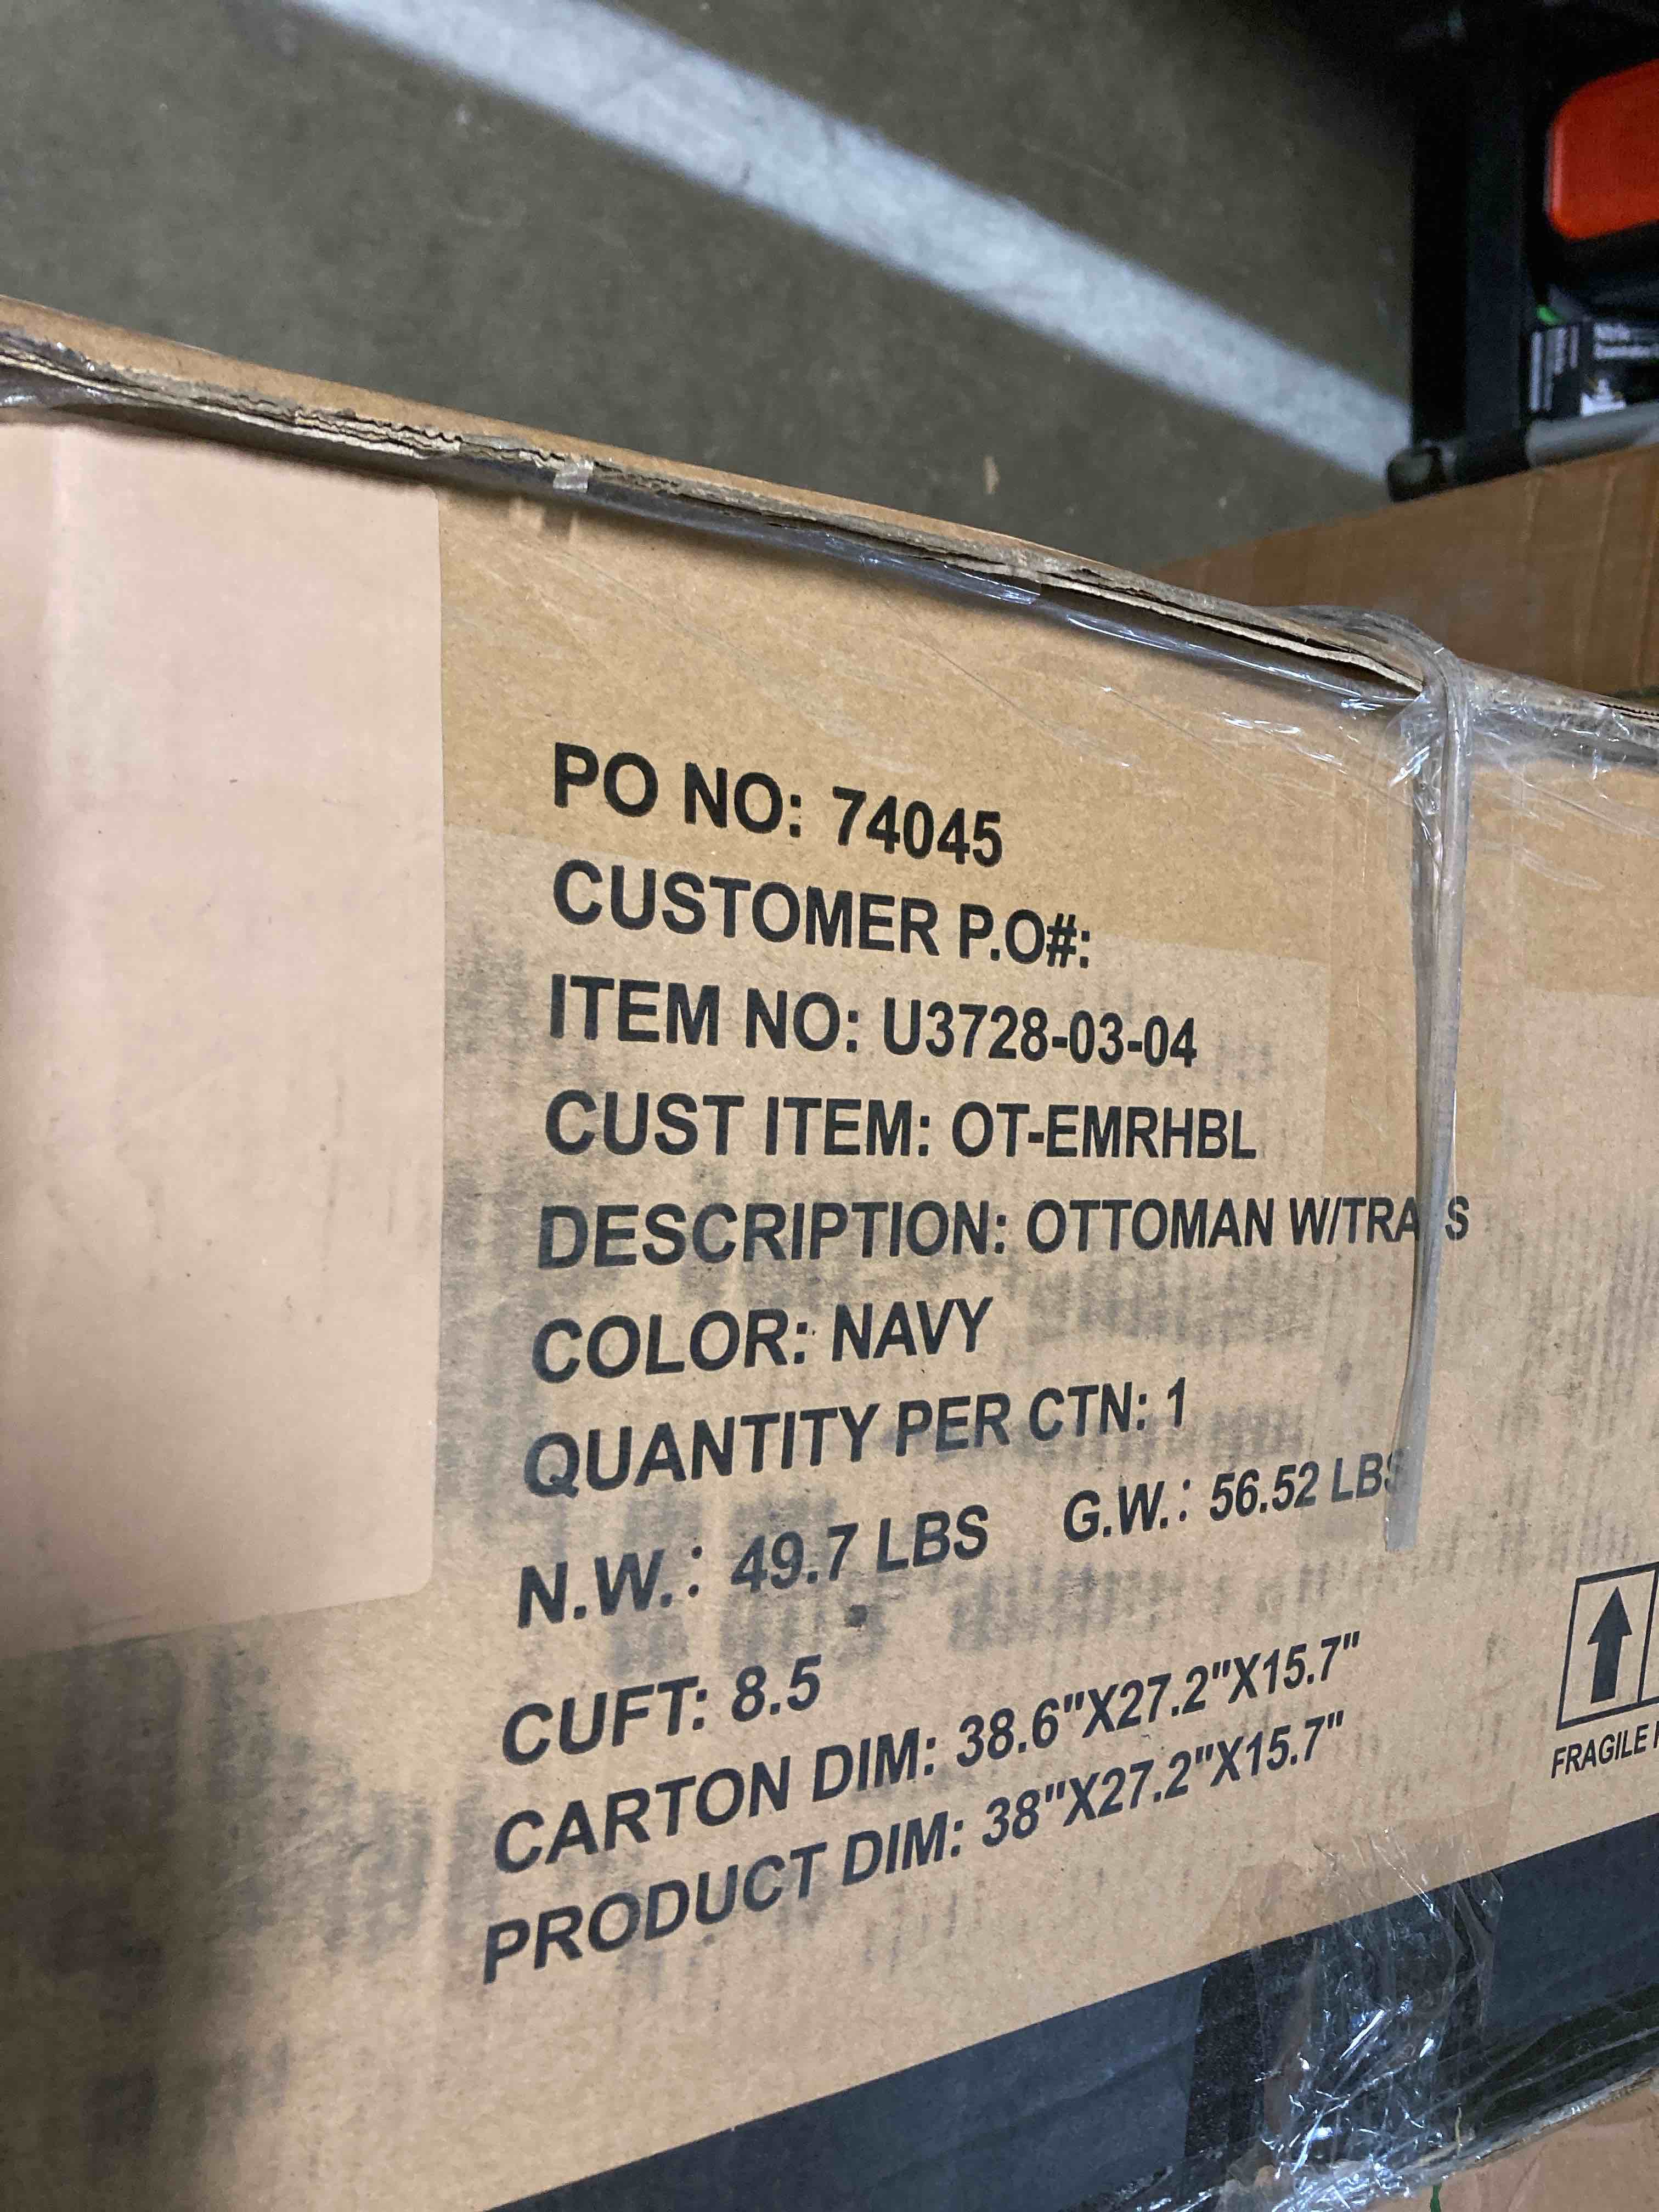 PO NO: 74045
CUSTOMER P.O#:
ITEM NO: U3728-03-04
CUST ITEM: OT-EMRHBL
DESCRIPTION: OTTOMAN
COLOR: NAVY
QUANTITY PER CTN: 1
N.W.: 49.7 LBS G.W.: 56.52 LBS
CUFT: 8.5
CARTON DIM: 38.6"X27.2"X15.7"
PRODUCT DIM: 38"X27.2"X15.7"
FRAGILE